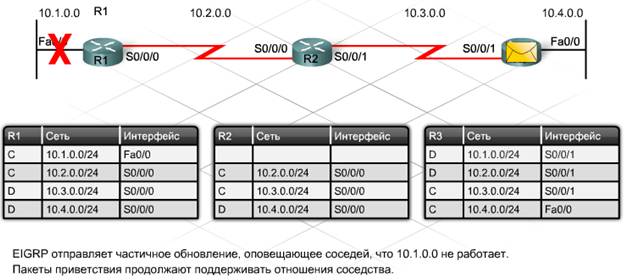 R1
10.1.0.0
10.2.0.0
10.3.0.0
10.4.0.0
Fa0/0
R1
S0/0/0
S0/0/0
R2
S0/0/1
S0/0/1
Fa0/0
R1 Сеть Интерфейс
C 10.1.0.0/24 Fa0/0
C 10.2.0.0/24 S0/0/0
D 10.3.0.0/24 S0/0/0
D 10.4.0.0/24 S0/0/0
R2 Сеть Интерфейс
C 10.2.0.0/24 S0/0/0
C 10.3.0.0/24 S0/0/0
D 10.4.0.0/24 S0/0/0
R3 Сеть Интерфейс
D 10.1.0.0/24 S0/0/1
D 10.2.0.0/24 S0/0/1
C 10.3.0.0/24 S0/0/1
C 10.4.0.0/24 Fa0/0
EIGRP отправляет частичное обновление, оповещающее соседей, что 10.1.0.0 не работает.
Пакеты приветствия продолжают поддерживать отношения соседства.